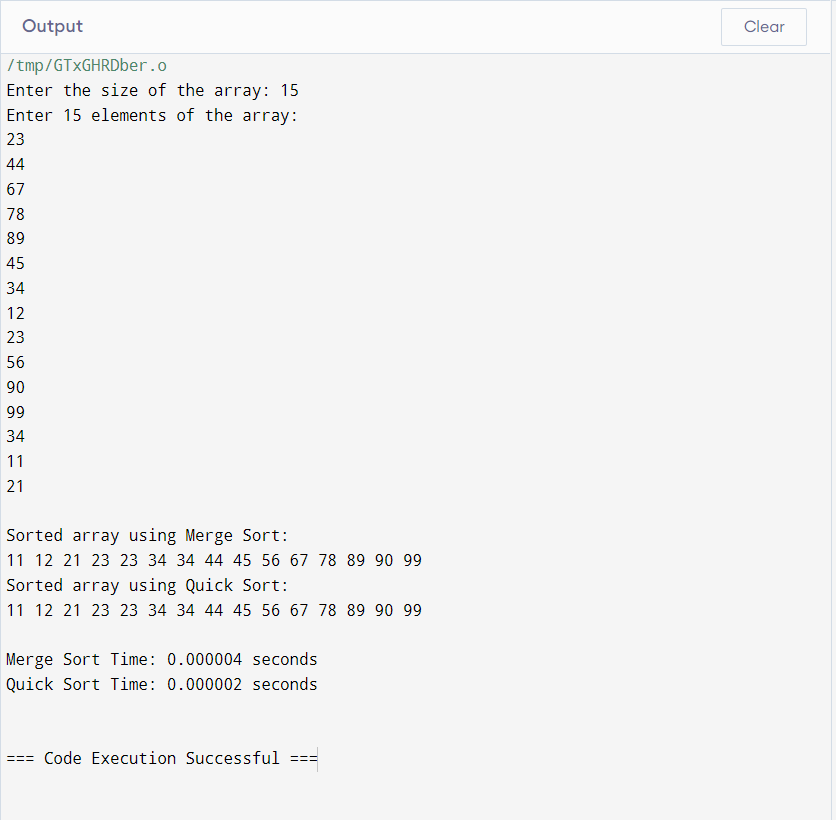 Output
Clear
/tmp/GTxGHRDber.o
Enter the size of the array: 15
Enter 15 elements of the array:
23
44
67
78
89
45
34
12
23
56
90
99
34
11
21
Sorted array using Merge Sort:
11 12 21 23 23 34 34 44 45 56 67 78 89 90 99
Sorted array using Quick Sort:
11 12 21 23 23 34 34 44 45 56 67 78 89 90 99
Merge Sort Time: 0.000004 seconds
Quick Sort Time: 0.000002 seconds
=== Code Execution Successful ===